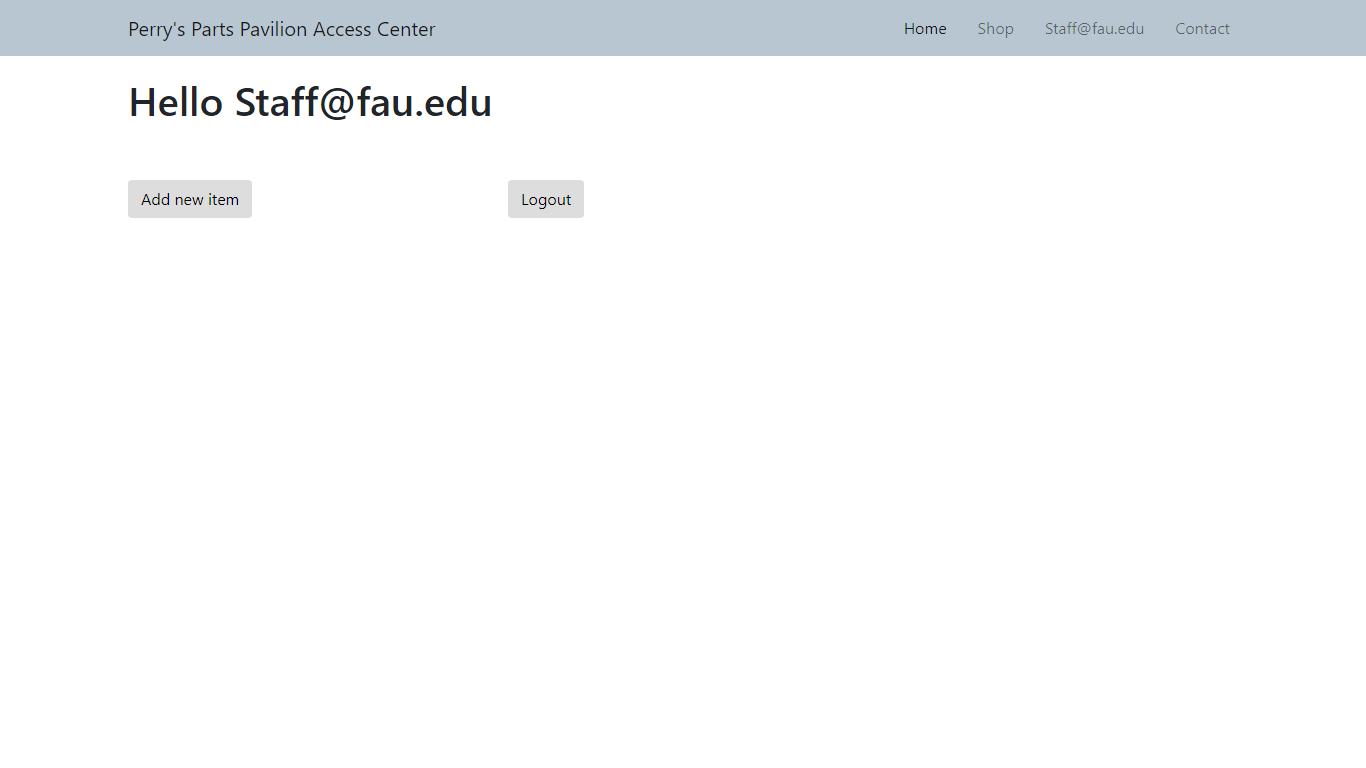 Perry's Parts Pavilion Access Center Home Shop Staff@fau.edu Contact
Hello Staff@fau.edu
Add new item Logout